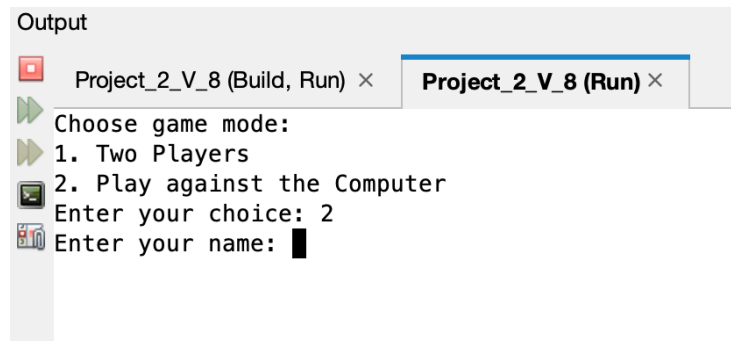 Output
Project_2_V_8 (Build, Run) ×
Project_2_V_8 (Run) ×
Choose game mode:
1. Two Players
2. Play against the Computer
Enter your choice: 2
Enter your name: